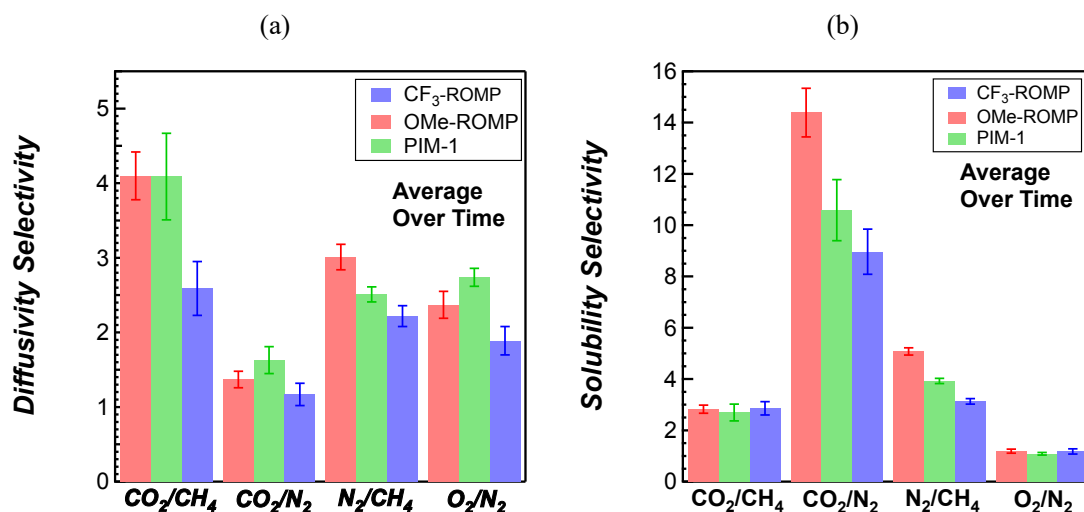 (a)
Diffusivity Selectivity
5
4
3
2
1
0
CF₃-ROMP
OMe-ROMP
PIM-1
Average
Over Time
CO₂/CH₄ CO₂/N₂ N₂/CH₄ O₂/N₂
(b)
Solubility Selectivity
16
14
12
10
8
6
4
2
0
CF₃-ROMP
OMe-ROMP
PIM-1
Average
Over Time
CO₂/CH₄ CO₂/N₂ N₂/CH₄ O₂/N₂